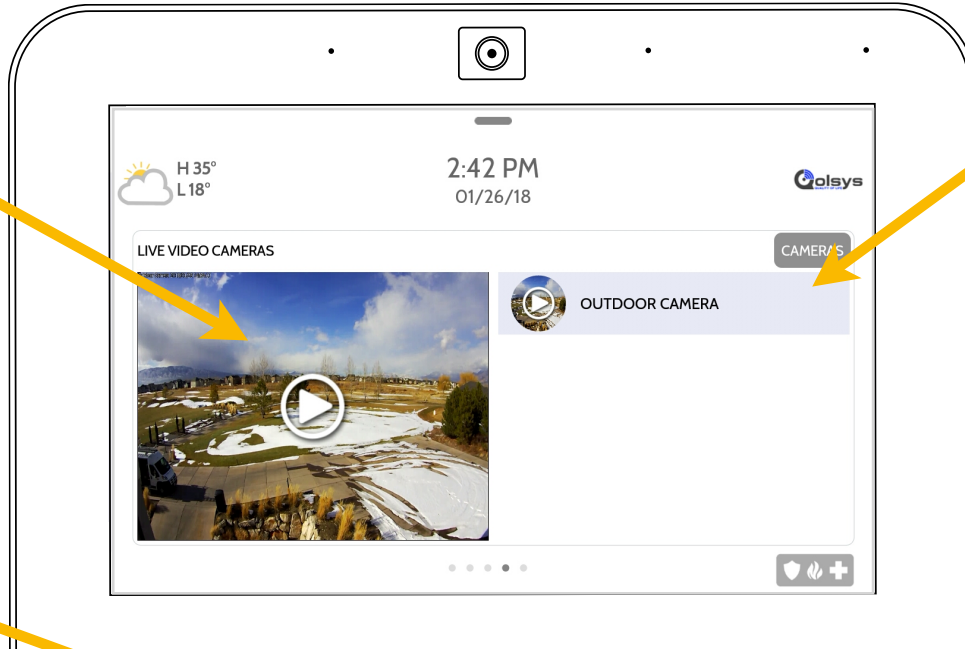 H 35°
L 18°
2:42 PM
01/26/18
Qolsys
LIVE VIDEO CAMERAS
CAMERAS
OUTDOOR CAMERA